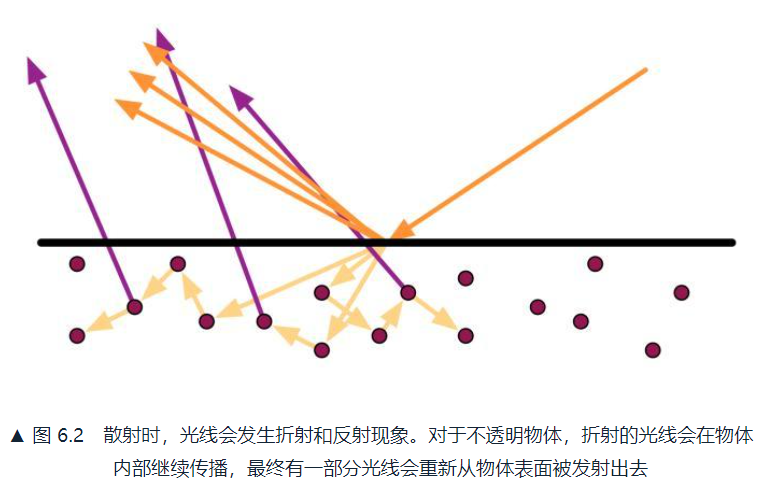 ▲ 图 6.2 散射时，光线会发生折射和反射现象。对于不透明物体，折射的光线会在物体
内部继续传播，最终有一部分光线会重新从物体表面被发射出去